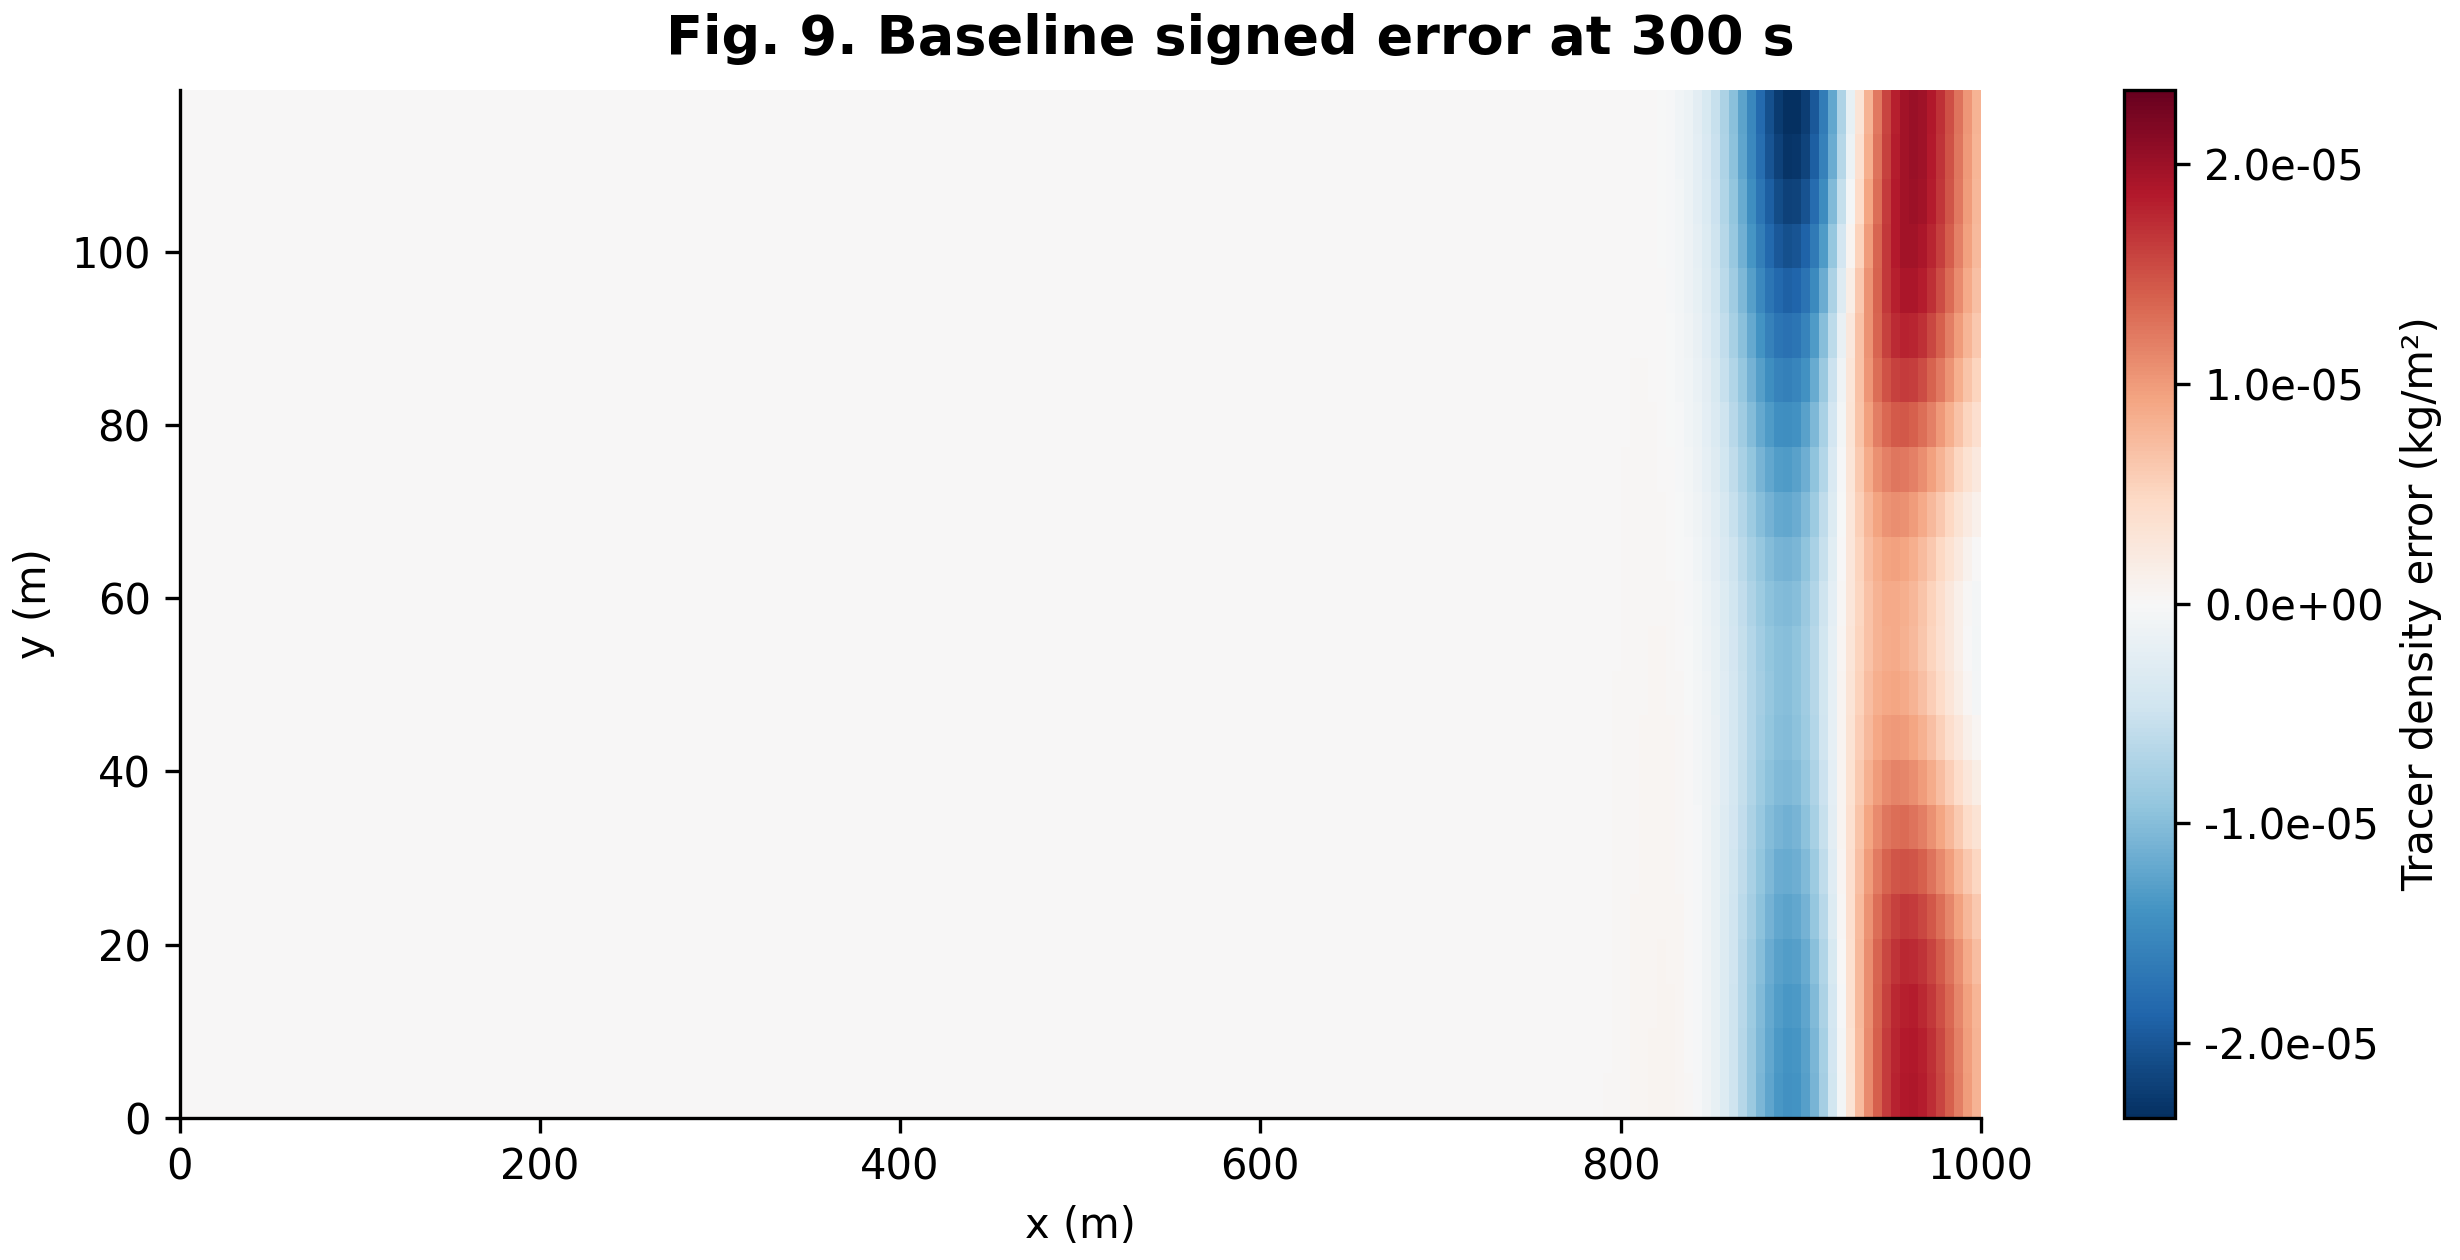 Fig. 9. Baseline signed error at 300 s
100
80
60
40
20
0
y (m)
0 200 400 600 800 1000
x (m)
2.0e-05
1.0e-05
0.0e+00
-1.0e-05
-2.0e-05
Tracer density error (kg/m²)